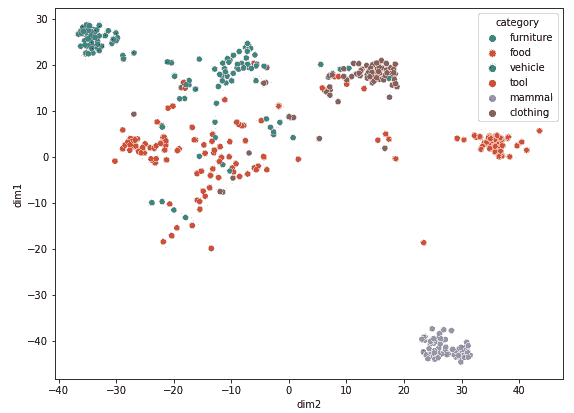 category
furniture
food
vehicle
tool
mammal
clothing
30
20
10
0
−10
−20
−30
−40
dim1
−40 −30 −20 −10 0 10 20 30 40
dim2